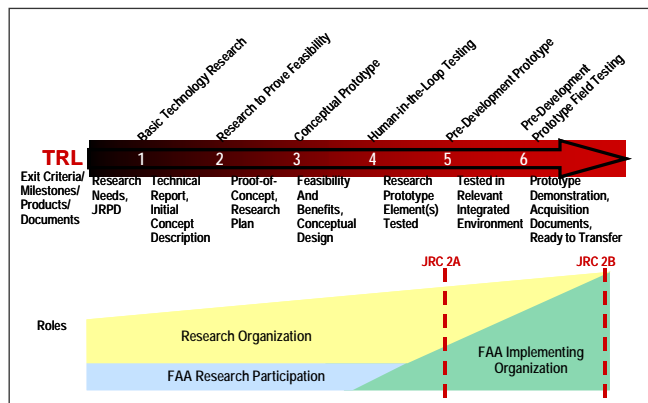 Basic Technology Research
Research to Prove Feasibility
Conceptual Prototype
Human-in-the-Loop Testing
Pre-Development Prototype
Pre-Development
Prototype Field Testing
TRL
1
2
3
4
5
6
Exit Criteria/
Milestones/
Products/
Documents
Research
Needs,
JRPD
Technical
Report,
Initial
Concept
Description
Proof-of-
Concept,
Research
Plan
Feasibility
And
Benefits,
Conceptual
Design
Research
Prototype
Element(s)
Tested
Tested in
Relevant
Integrated
Environment
Prototype
Demonstration,
Acquisition
Documents,
Ready to Transfer
JRC 2A
JRC 2B
Roles
Research Organization
FAA Research Participation
FAA Implementing
Organization